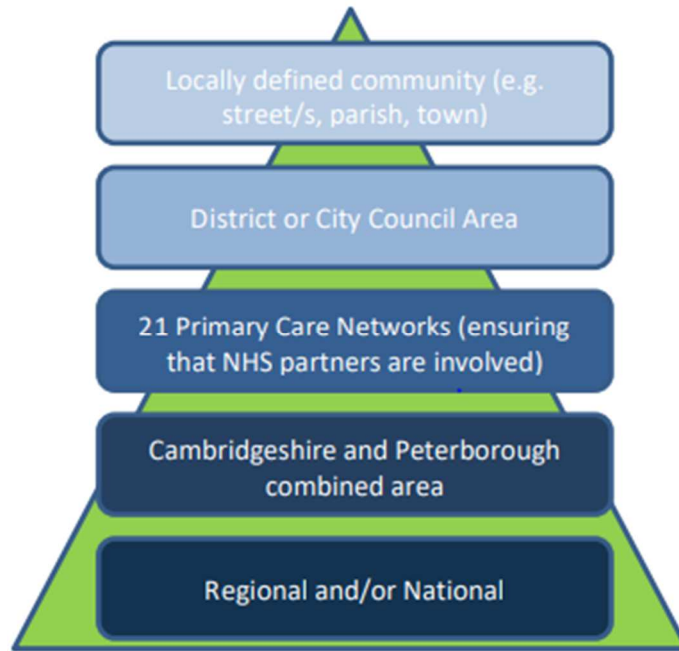 Locally defined community (e.g.
street/s, parish, town)
District or City Council Area
21 Primary Care Networks (ensuring
that NHS partners are involved)
Cambridgeshire and Peterborough
combined area
Regional and/or National